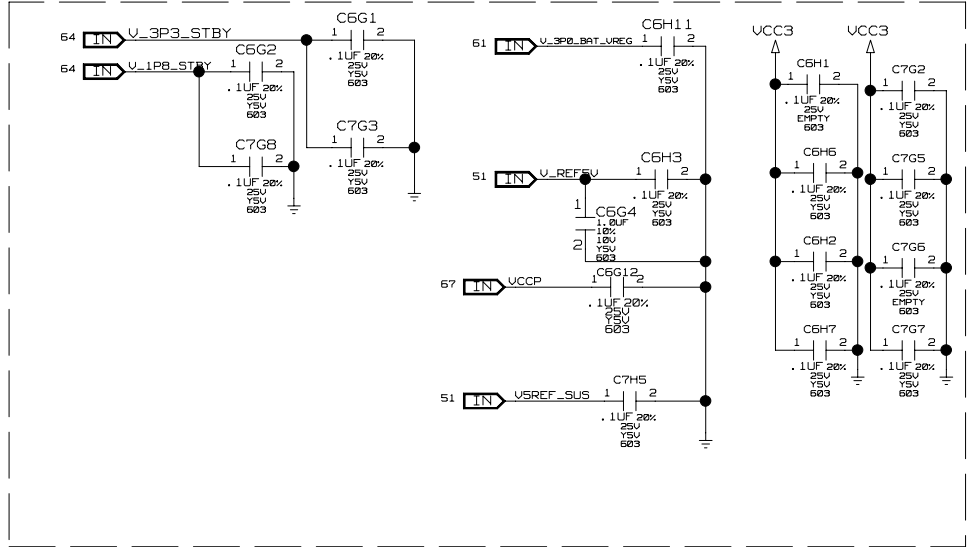 64 IN V_3P3_STBY
C6G1
1 2
.1UF 20%
25V
Y5V
603
64 IN V_1P8_STBY
C6G2
1 2
.1UF 20%
25V
Y5V
603
C7G8
1 2
.1UF 20%
25V
Y5V
603
C7G3
1 2
.1UF 20%
25V
Y5V
603
61 IN V_3P0_BAT_VREG
C6H11
1 2
.1UF 20%
25V
Y5V
603
51 IN V_REF5V
C6H3
1 2
.1UF 20%
25V
Y5V
603
1
C6G4
1.0UF
10%
10V
Y5V
603
2
67 IN VCCP
C6G12
1 2
.1UF 20%
25V
Y5V
603
51 IN V5REF_SUS
C7H5
1 2
.1UF 20%
25V
Y5V
603
VCC3
C6H1
1 2
.1UF 20%
25V
EMPTY
603
C6H6
1 2
.1UF 20%
25V
Y5V
603
C6H2
1 2
.1UF 20%
25V
Y5V
603
C6H7
1 2
.1UF 20%
25V
Y5V
603
VCC3
C7G2
1 2
.1UF 20%
25V
Y5V
603
C7G5
1 2
.1UF 20%
25V
Y5V
603
C7G6
1 2
.1UF 20%
25V
EMPTY
603
C7G7
1 2
.1UF 20%
25V
Y5V
603